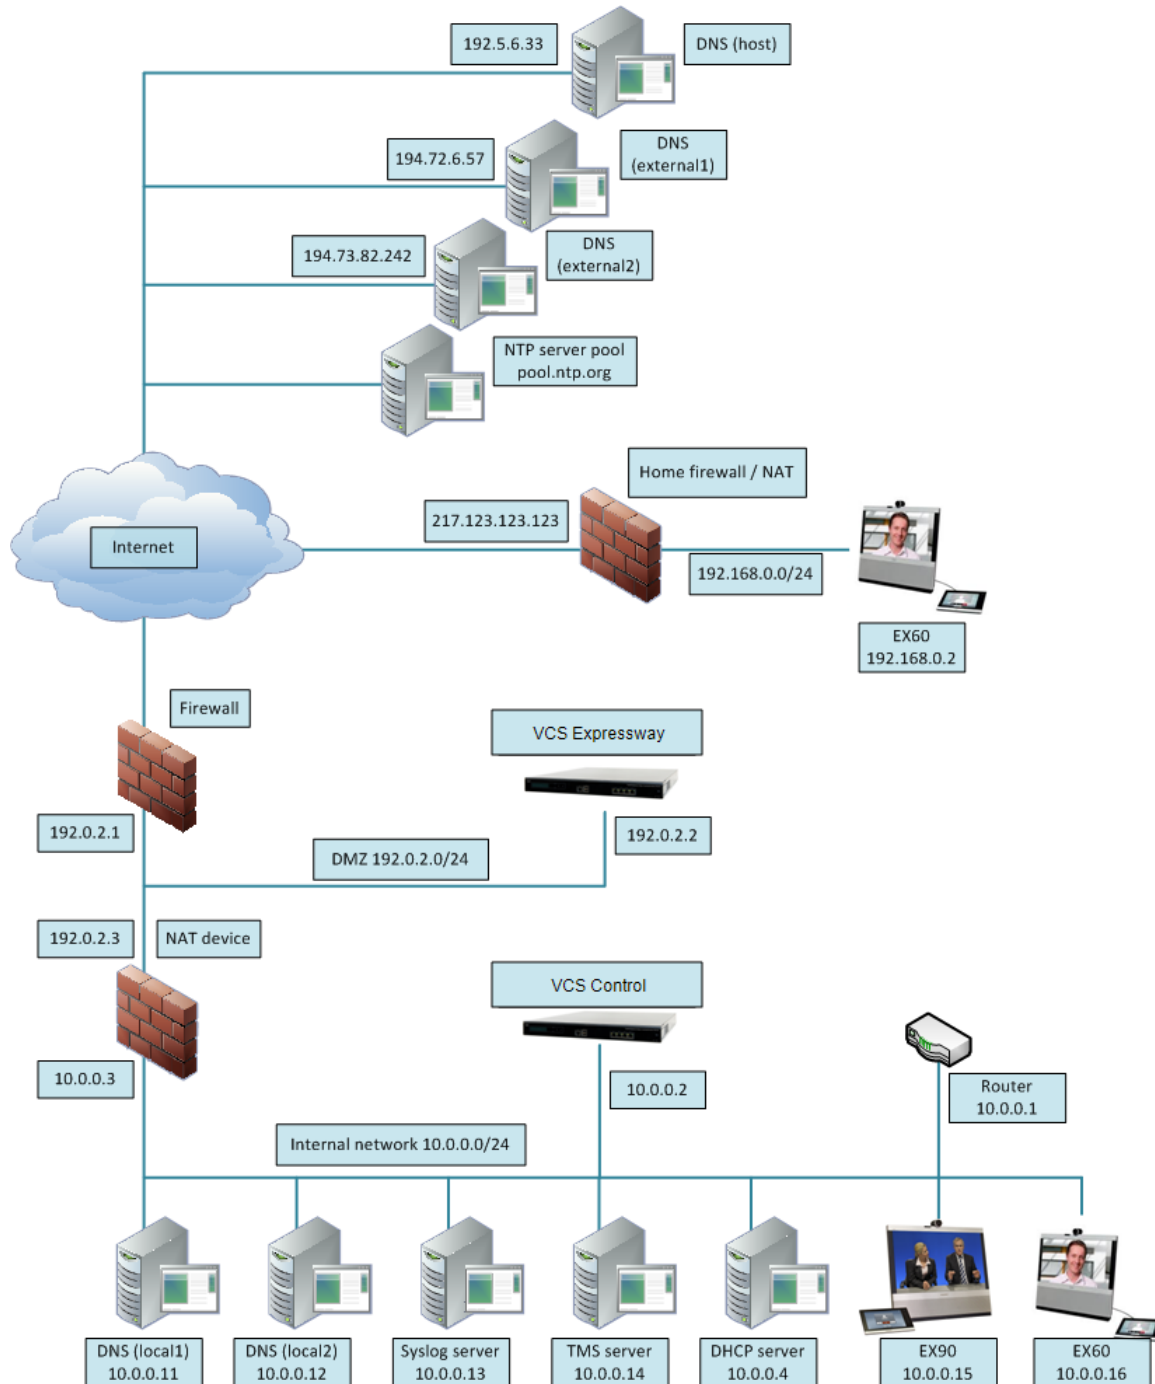 192.5.6.33
DNS (host)
194.72.6.57
DNS
(external1)
194.73.82.242
DNS
(external2)
NTP server pool
pool.ntp.org
Home firewall / NAT
217.123.123.123
Internet
192.168.0.0/24
EX60
192.168.0.2
Firewall
VCS Expressway
192.0.2.1
192.0.2.2
DMZ 192.0.2.0/24
192.0.2.3
NAT device
VCS Control
10.0.0.3
10.0.0.2
Router
10.0.0.1
Internal network 10.0.0.0/24
DNS (local1)
10.0.0.11
DNS (local2)
10.0.0.12
Syslog server
10.0.0.13
TMS server
10.0.0.14
DHCP server
10.0.0.4
EX90
10.0.0.15
EX60
10.0.0.16